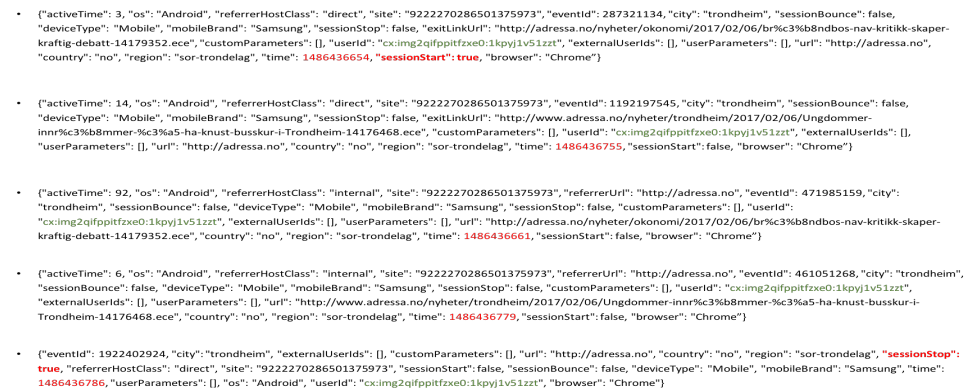 • {"activeTime": 3, "os": "Android", "referrerHostClass": "direct", "site": "9222270286501375973", "eventId": 287321134, "city": "trondheim", "sessionBounce": false,
"deviceType": "Mobile", "mobileBrand": "Samsung", "sessionStop": false, "exitLinkUrl": "http://adressa.no/nyheter/okonomi/2017/02/06/br%c3%b8ndbos-nav-kritikk-skaper-
kraftig-debatt-14179352.ece", "customParameters": [], "userId": "cx:img2qifppitfzxe0:1kpyj1v51zzt", "externalUserIds": [], "userParameters": [], "url": "http://adressa.no",
"country": "no", "region": "sor-trondelag", "time": 1486436654, "sessionStart": true, "browser": "Chrome"}
• {"activeTime": 14, "os": "Android", "referrerHostClass": "direct", "site": "9222270286501375973", "eventId": 1192197545, "city": "trondheim", "sessionBounce": false,
"deviceType": "Mobile", "mobileBrand": "Samsung", "sessionStop": false, "exitLinkUrl": "http://www.adressa.no/nyheter/trondheim/2017/02/06/Ungdommer-
innr%c3%b8mmer-%c3%a5-ha-knust-busskur-i-Trondheim-14176468.ece", "customParameters": [], "userId": "cx:img2qifppitfzxe0:1kpyj1v51zzt", "externalUserIds": [],
"userParameters": [], "url": "http://adressa.no", "country": "no", "region": "sor-trondelag", "time": 1486436755, "sessionStart": false, "browser": "Chrome"}
• {"activeTime": 92, "os": "Android", "referrerHostClass": "internal", "site": "9222270286501375973", "referrerUrl": "http://adressa.no", "eventId": 471985159, "city":
"trondheim", "sessionBounce": false, "deviceType": "Mobile", "mobileBrand": "Samsung", "sessionStop": false, "customParameters": [], "userId":
"cx:img2qifppitfzxe0:1kpyj1v51zzt", "externalUserIds": [], "userParameters": [], "url": "http://adressa.no/nyheter/okonomi/2017/02/06/br%c3%b8ndbos-nav-kritikk-skaper-
kraftig-debatt-14179352.ece", "country": "no", "region": "sor-trondelag", "time": 1486436661, "sessionStart": false, "browser": "Chrome"}
• {"activeTime": 6, "os": "Android", "referrerHostClass": "internal", "site": "9222270286501375973", "referrerUrl": "http://adressa.no", "eventId": 461051268, "city": "trondheim",
"sessionBounce": false, "deviceType": "Mobile", "mobileBrand": "Samsung", "sessionStop": false, "customParameters": [], "userId": "cx:img2qifppitfzxe0:1kpyj1v51zzt",
"externalUserIds": [], "userParameters": [], "url": "http://www.adressa.no/nyheter/trondheim/2017/02/06/Ungdommer-innr%c3%b8mmer-%c3%a5-ha-knust-busskur-i-
Trondheim-14176468.ece", "country": "no", "region": "sor-trondelag", "time": 1486436779, "sessionStart": false, "browser": "Chrome"}
• {"eventId": 1922402924, "city": "trondheim", "externalUserIds": [], "customParameters": [], "url": "http://adressa.no", "country": "no", "region": "sor-trondelag", "sessionStop":
true, "referrerHostClass": "direct", "site": "9222270286501375973", "sessionStart": false, "sessionBounce": false, "deviceType": "Mobile", "mobileBrand": "Samsung", "time":
1486436786, "userParameters": [], "os": "Android", "userId": "cx:img2qifppitfzxe0:1kpyj1v51zzt", "browser": "Chrome"}